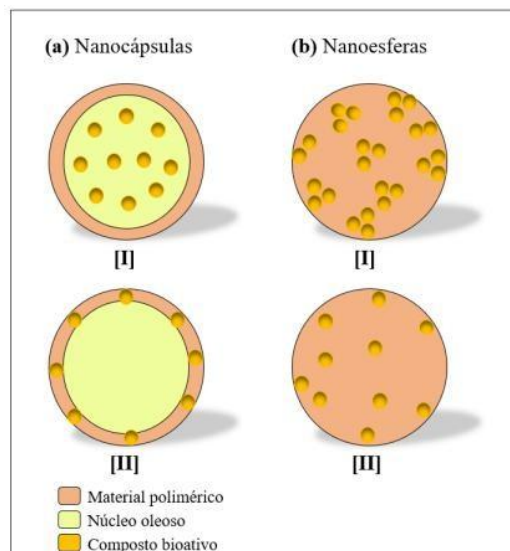 (a) Nanocápsulas
(b) Nanoesferas
[I]
[I]
[II]
[II]
Material polimérico
Núcleo oleoso
Composto bioativo